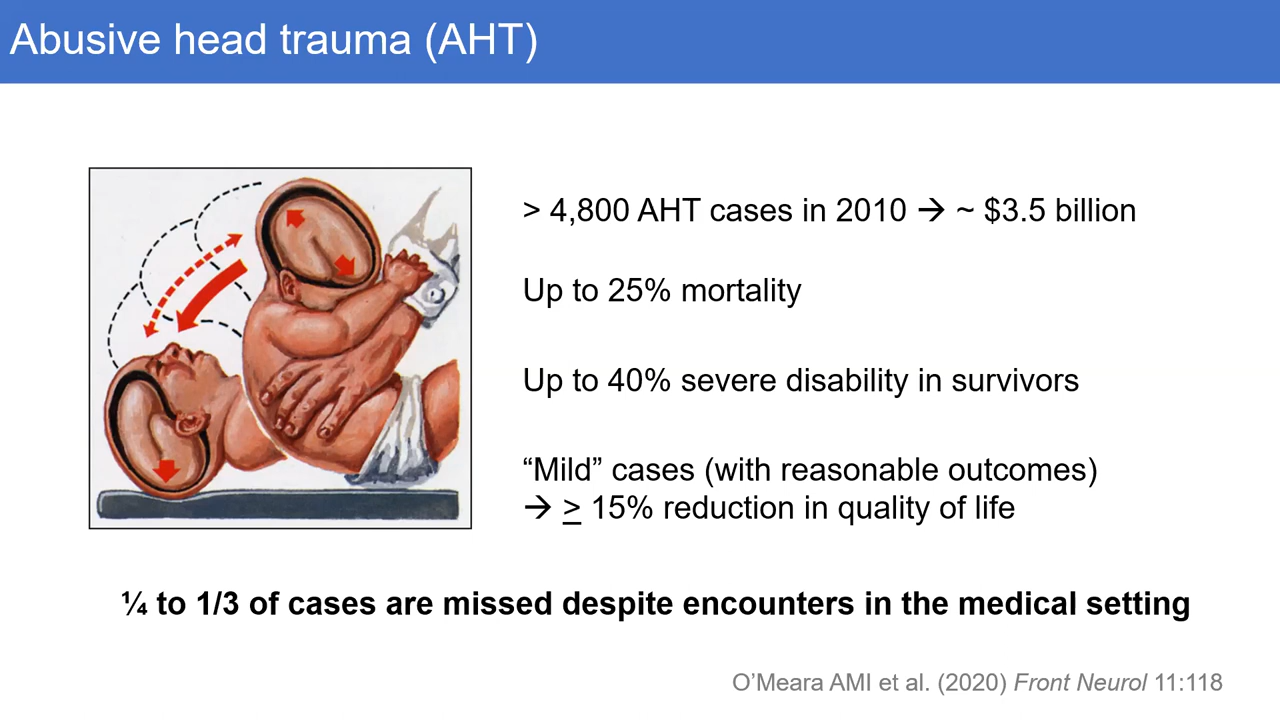 Abusive head trauma (AHT)
> 4,800 AHT cases in 2010 → ~ $3.5 billion
Up to 25% mortality
Up to 40% severe disability in survivors
“Mild” cases (with reasonable outcomes)
→ ≥ 15% reduction in quality of life
¼ to 1/3 of cases are missed despite encounters in the medical setting
O’Meara AMI et al. (2020) Front Neurol 11:118